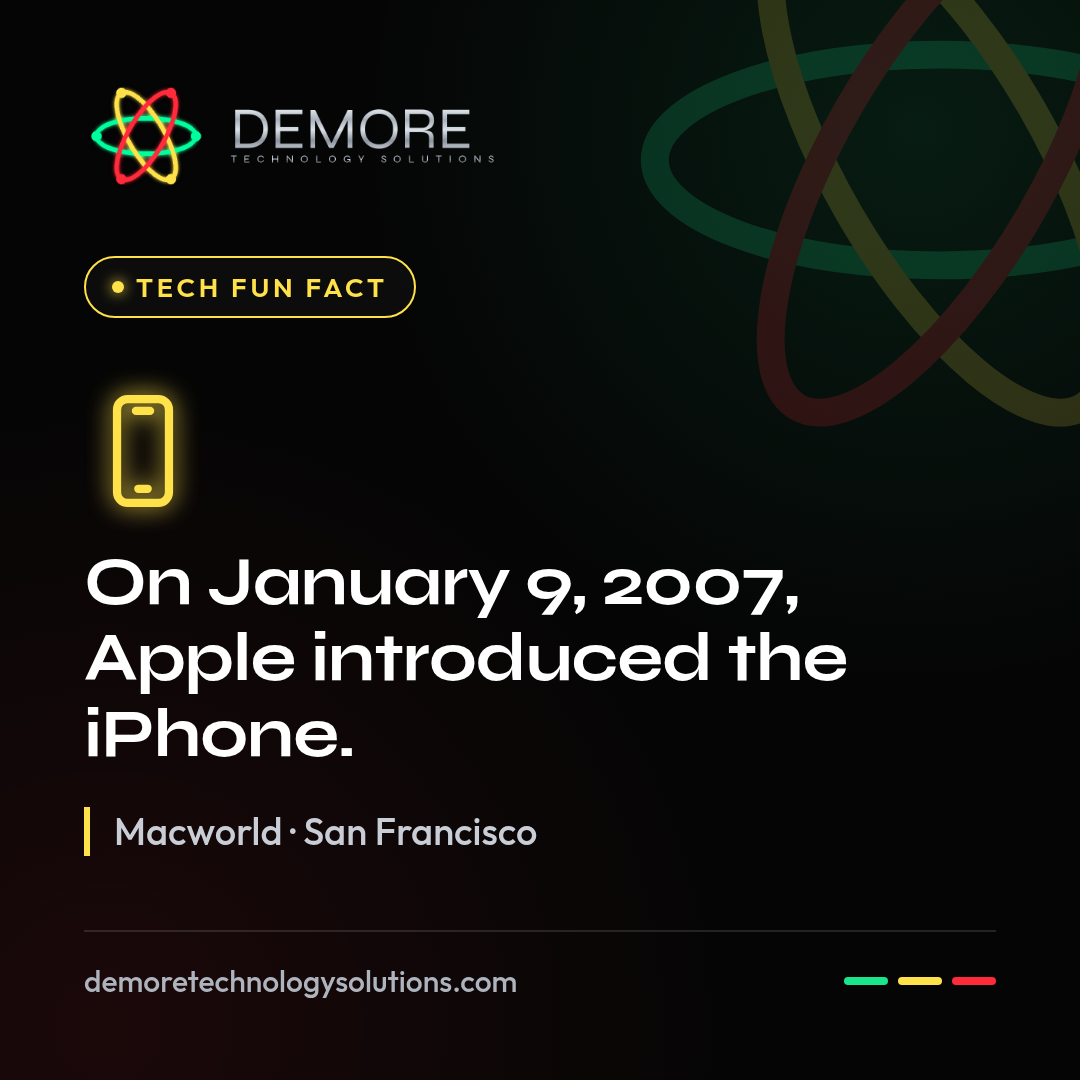 DEMORE
TECHNOLOGY SOLUTIONS
TECH FUN FACT
On January 9, 2007,
Apple introduced the
iPhone.
Macworld · San Francisco
demoretechnologysolutions.com